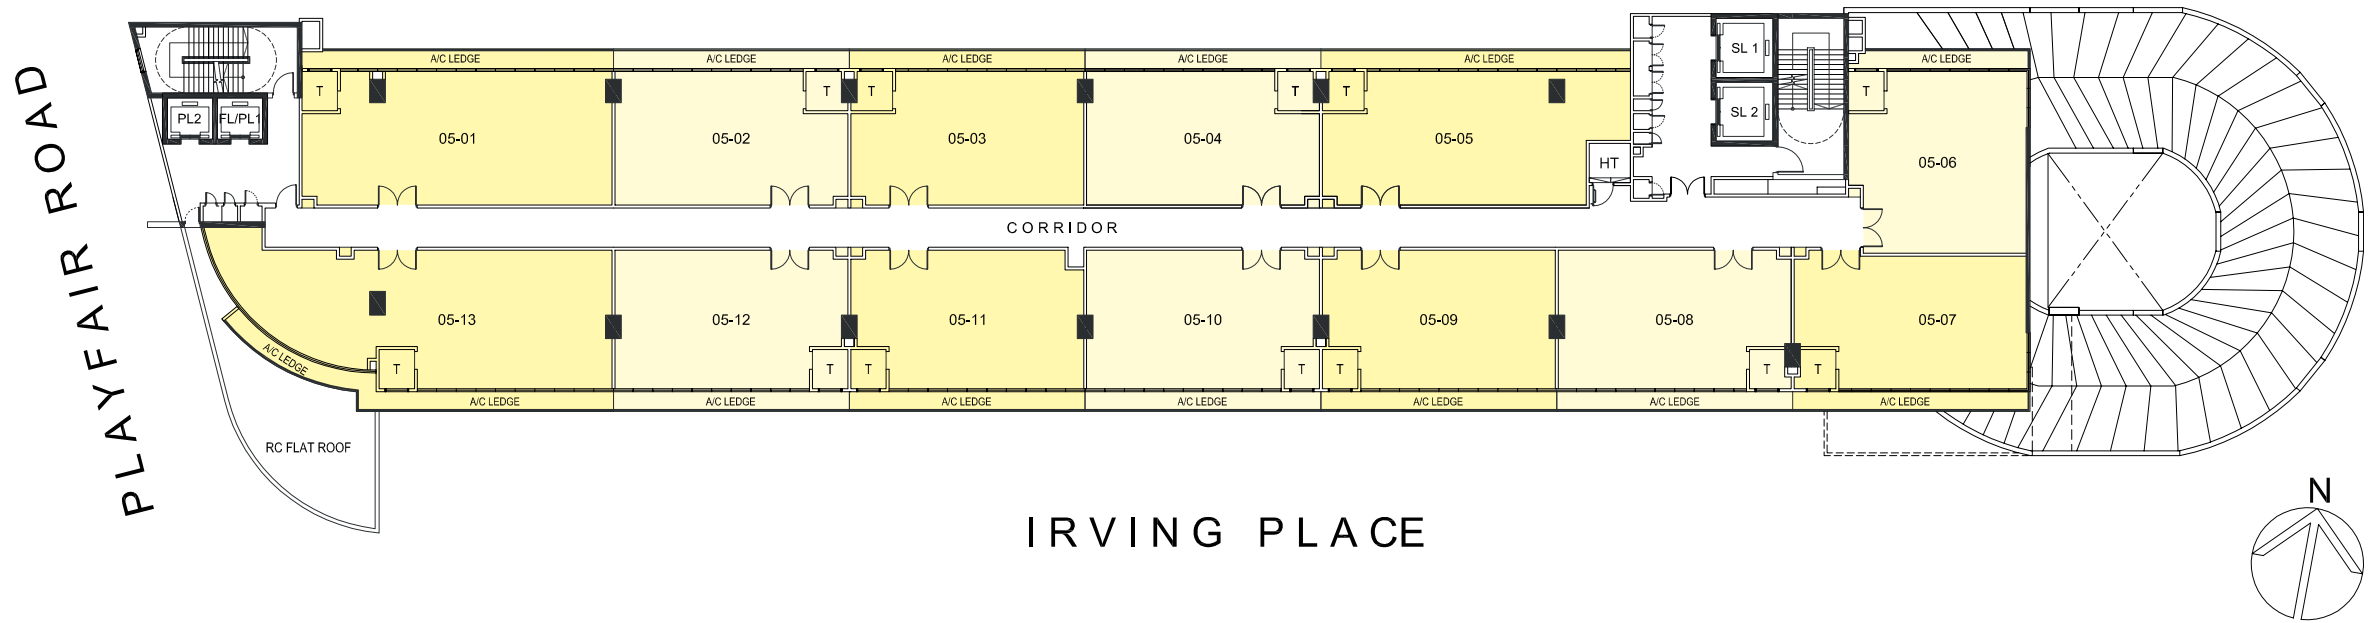 A/C LEDGE A/C LEDGE A/C LEDGE A/C LEDGE A/C LEDGE A/C LEDGE
SL 1
T T T T T T T
PL2 FL/PL1 SL 2
05-01 05-02 05-03 05-04 05-05 HT 05-06
CORRIDOR
05-13 05-12 05-11 05-10 05-09 05-08 05-07
A/C LEDGE
T T T T T T T
A/C LEDGE A/C LEDGE A/C LEDGE A/C LEDGE A/C LEDGE A/C LEDGE A/C LEDGE
RC FLAT ROOF
PLAYFAIR ROAD
IRVING PLACE
N